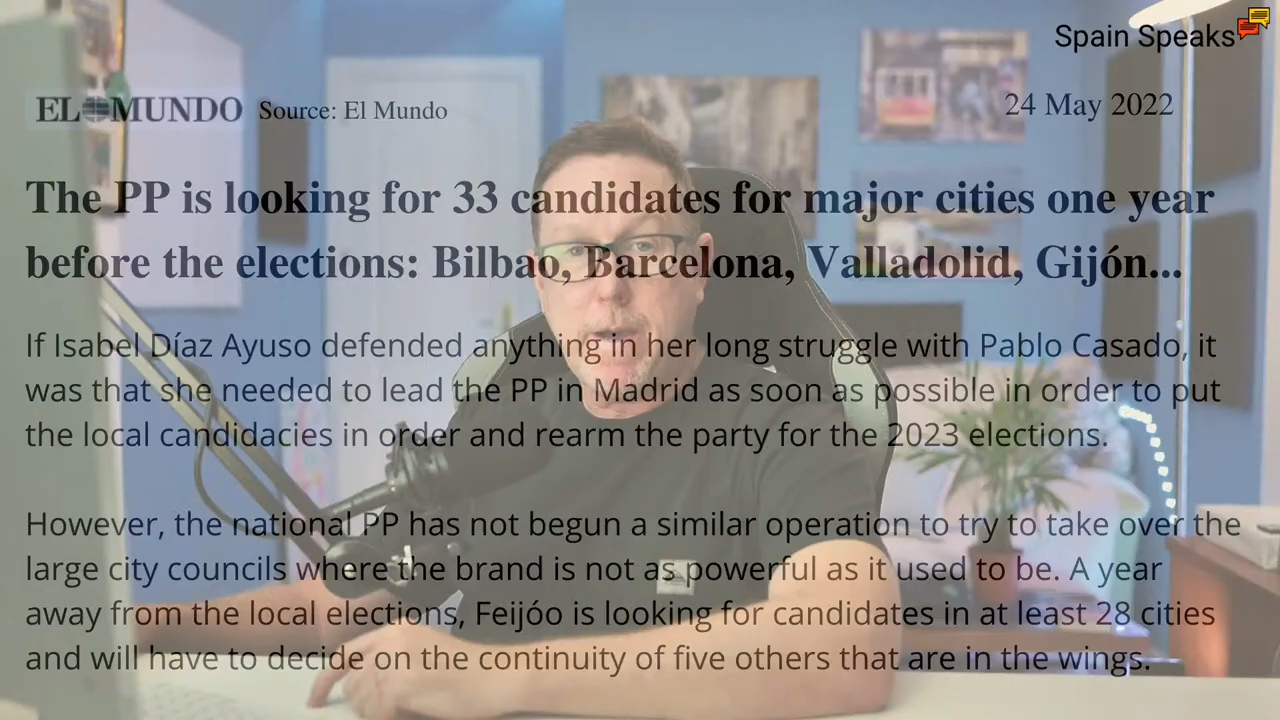 Spain Speaks
EL MUNDO Source: El Mundo
24 May 2022
The PP is looking for 33 candidates for major cities one year
before the elections: Bilbao, Barcelona, Valladolid, Gijón...
If Isabel Díaz Ayuso defended anything in her long struggle with Pablo Casado, it
was that she needed to lead the PP in Madrid as soon as possible in order to put
the local candidacies in order and rearm the party for the 2023 elections.
However, the national PP has not begun a similar operation to try to take over the
large city councils where the brand is not as powerful as it used to be. A year
away from the local elections, Feijóo is looking for candidates in at least 28 cities
and will have to decide on the continuity of five others that are in the wings.